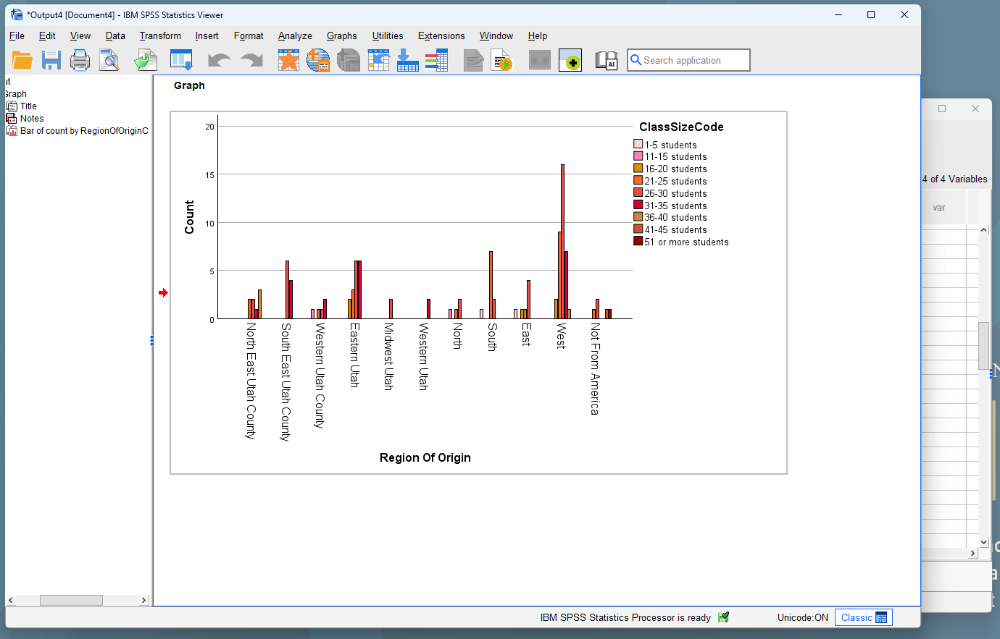 *Output4 [Document4] - IBM SPSS Statistics Viewer
File Edit View Data Transform Insert Format Analyze Graphs Utilities Extensions Window Help
AI
Search application
ut
Graph
Title
Notes
Bar of count by RegionOfOriginC
Graph
20
15
10
5
0
Count
ClassSizeCode
1-5 students
11-15 students
16-20 students
21-25 students
26-30 students
31-35 students
36-40 students
41-45 students
51 or more students
North East Utah County
South East Utah County
Western Utah County
Eastern Utah
Midwest Utah
Western Utah
North
South
East
West
Not From America
Region Of Origin
4 of 4 Variables
var
IBM SPSS Statistics Processor is ready
Unicode:ON
Classic